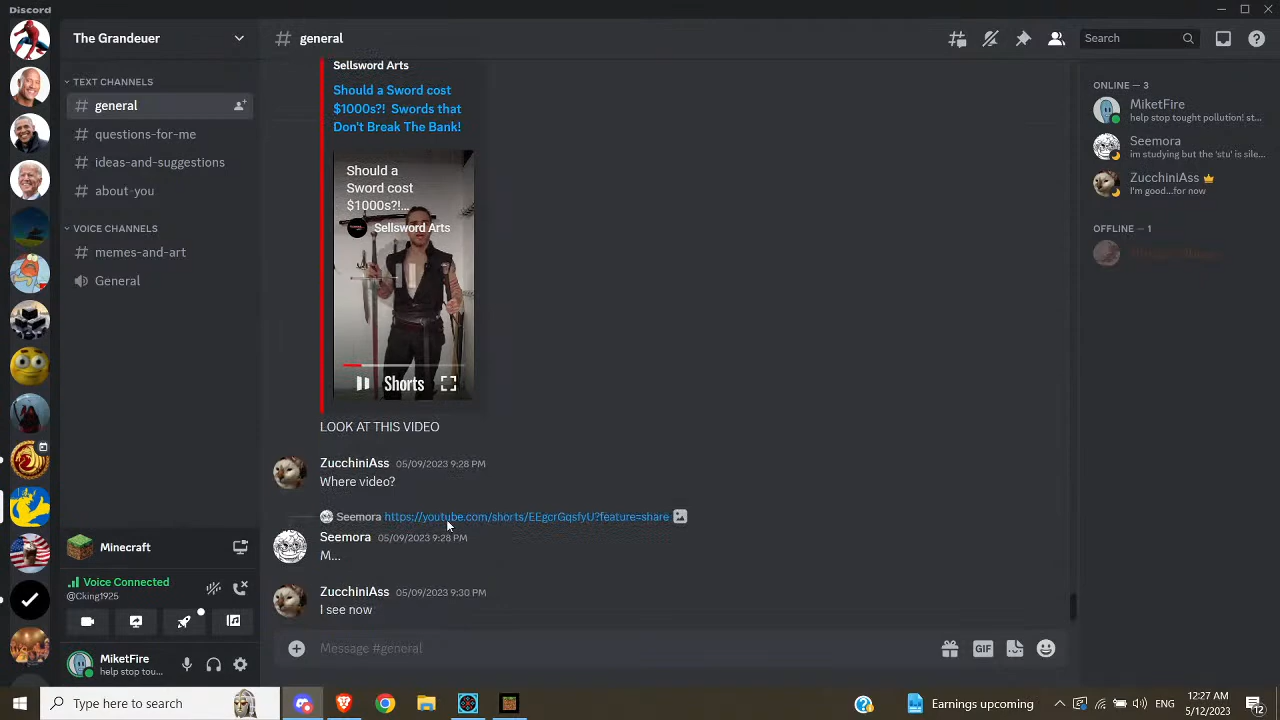 Discord
The Grandeuer
general
Search
TEXT CHANNELS
general
questions-for-me
ideas-and-suggestions
about-you
VOICE CHANNELS
memes-and-art
General
Minecraft
Voice Connected
@Cking1925
MiketFire
help stop tou...
Sellsword Arts
Should a Sword cost
$1000s?! Swords that
Don't Break The Bank!
Should a
Sword cost
$1000s?!...
Sellsword Arts
Shorts
LOOK AT THIS VIDEO
ZucchiniAss 05/09/2023 9:28 PM
Where video?
Seemora https://youtube.com/shorts/EEgcrGqsfyU?feature=share
Seemora 05/09/2023 9:28 PM
M...
ZucchiniAss 05/09/2023 9:30 PM
I see now
Message #general
GIF
ONLINE — 3
MiketFire
help stop tought pollution! st...
Seemora
im studying but the 'stu' is sile...
ZucchiniAss
I'm good...for now
OFFLINE — 1
Type here to search
Earnings upcoming
12:27 AM
5/12/2023
12